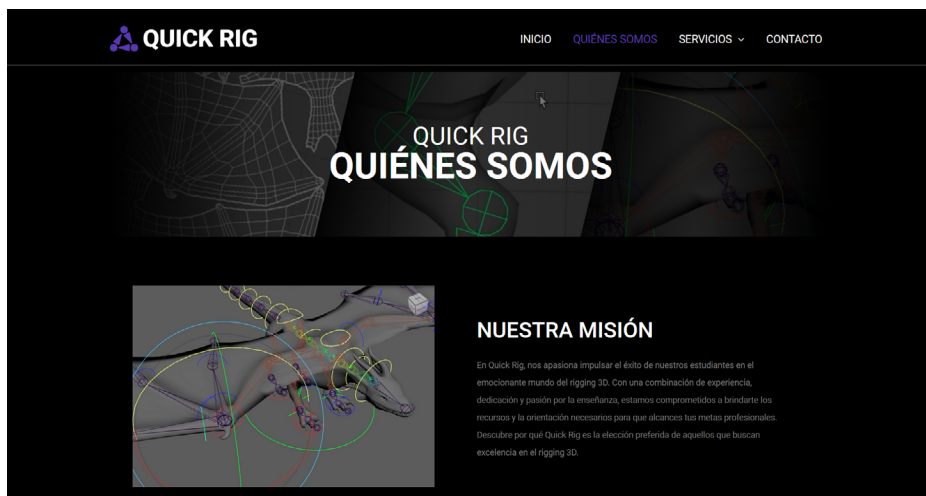 QUICK RIG
INICIO QUIÉNES SOMOS SERVICIOS CONTACTO
QUICK RIG
QUIÉNES SOMOS
NUESTRA MISIÓN
En Quick Rig, nos apasiona impulsar el éxito de nuestros estudiantes en el
emocionante mundo del rigging 3D. Con una combinación de experiencia,
dedicación y pasión por la enseñanza, estamos comprometidos a brindarte los
recursos y la orientación necesarios para que alcances tus metas profesionales.
Descubre por qué Quick Rig es la elección preferida de aquellos que buscan
excelencia en el rigging 3D.